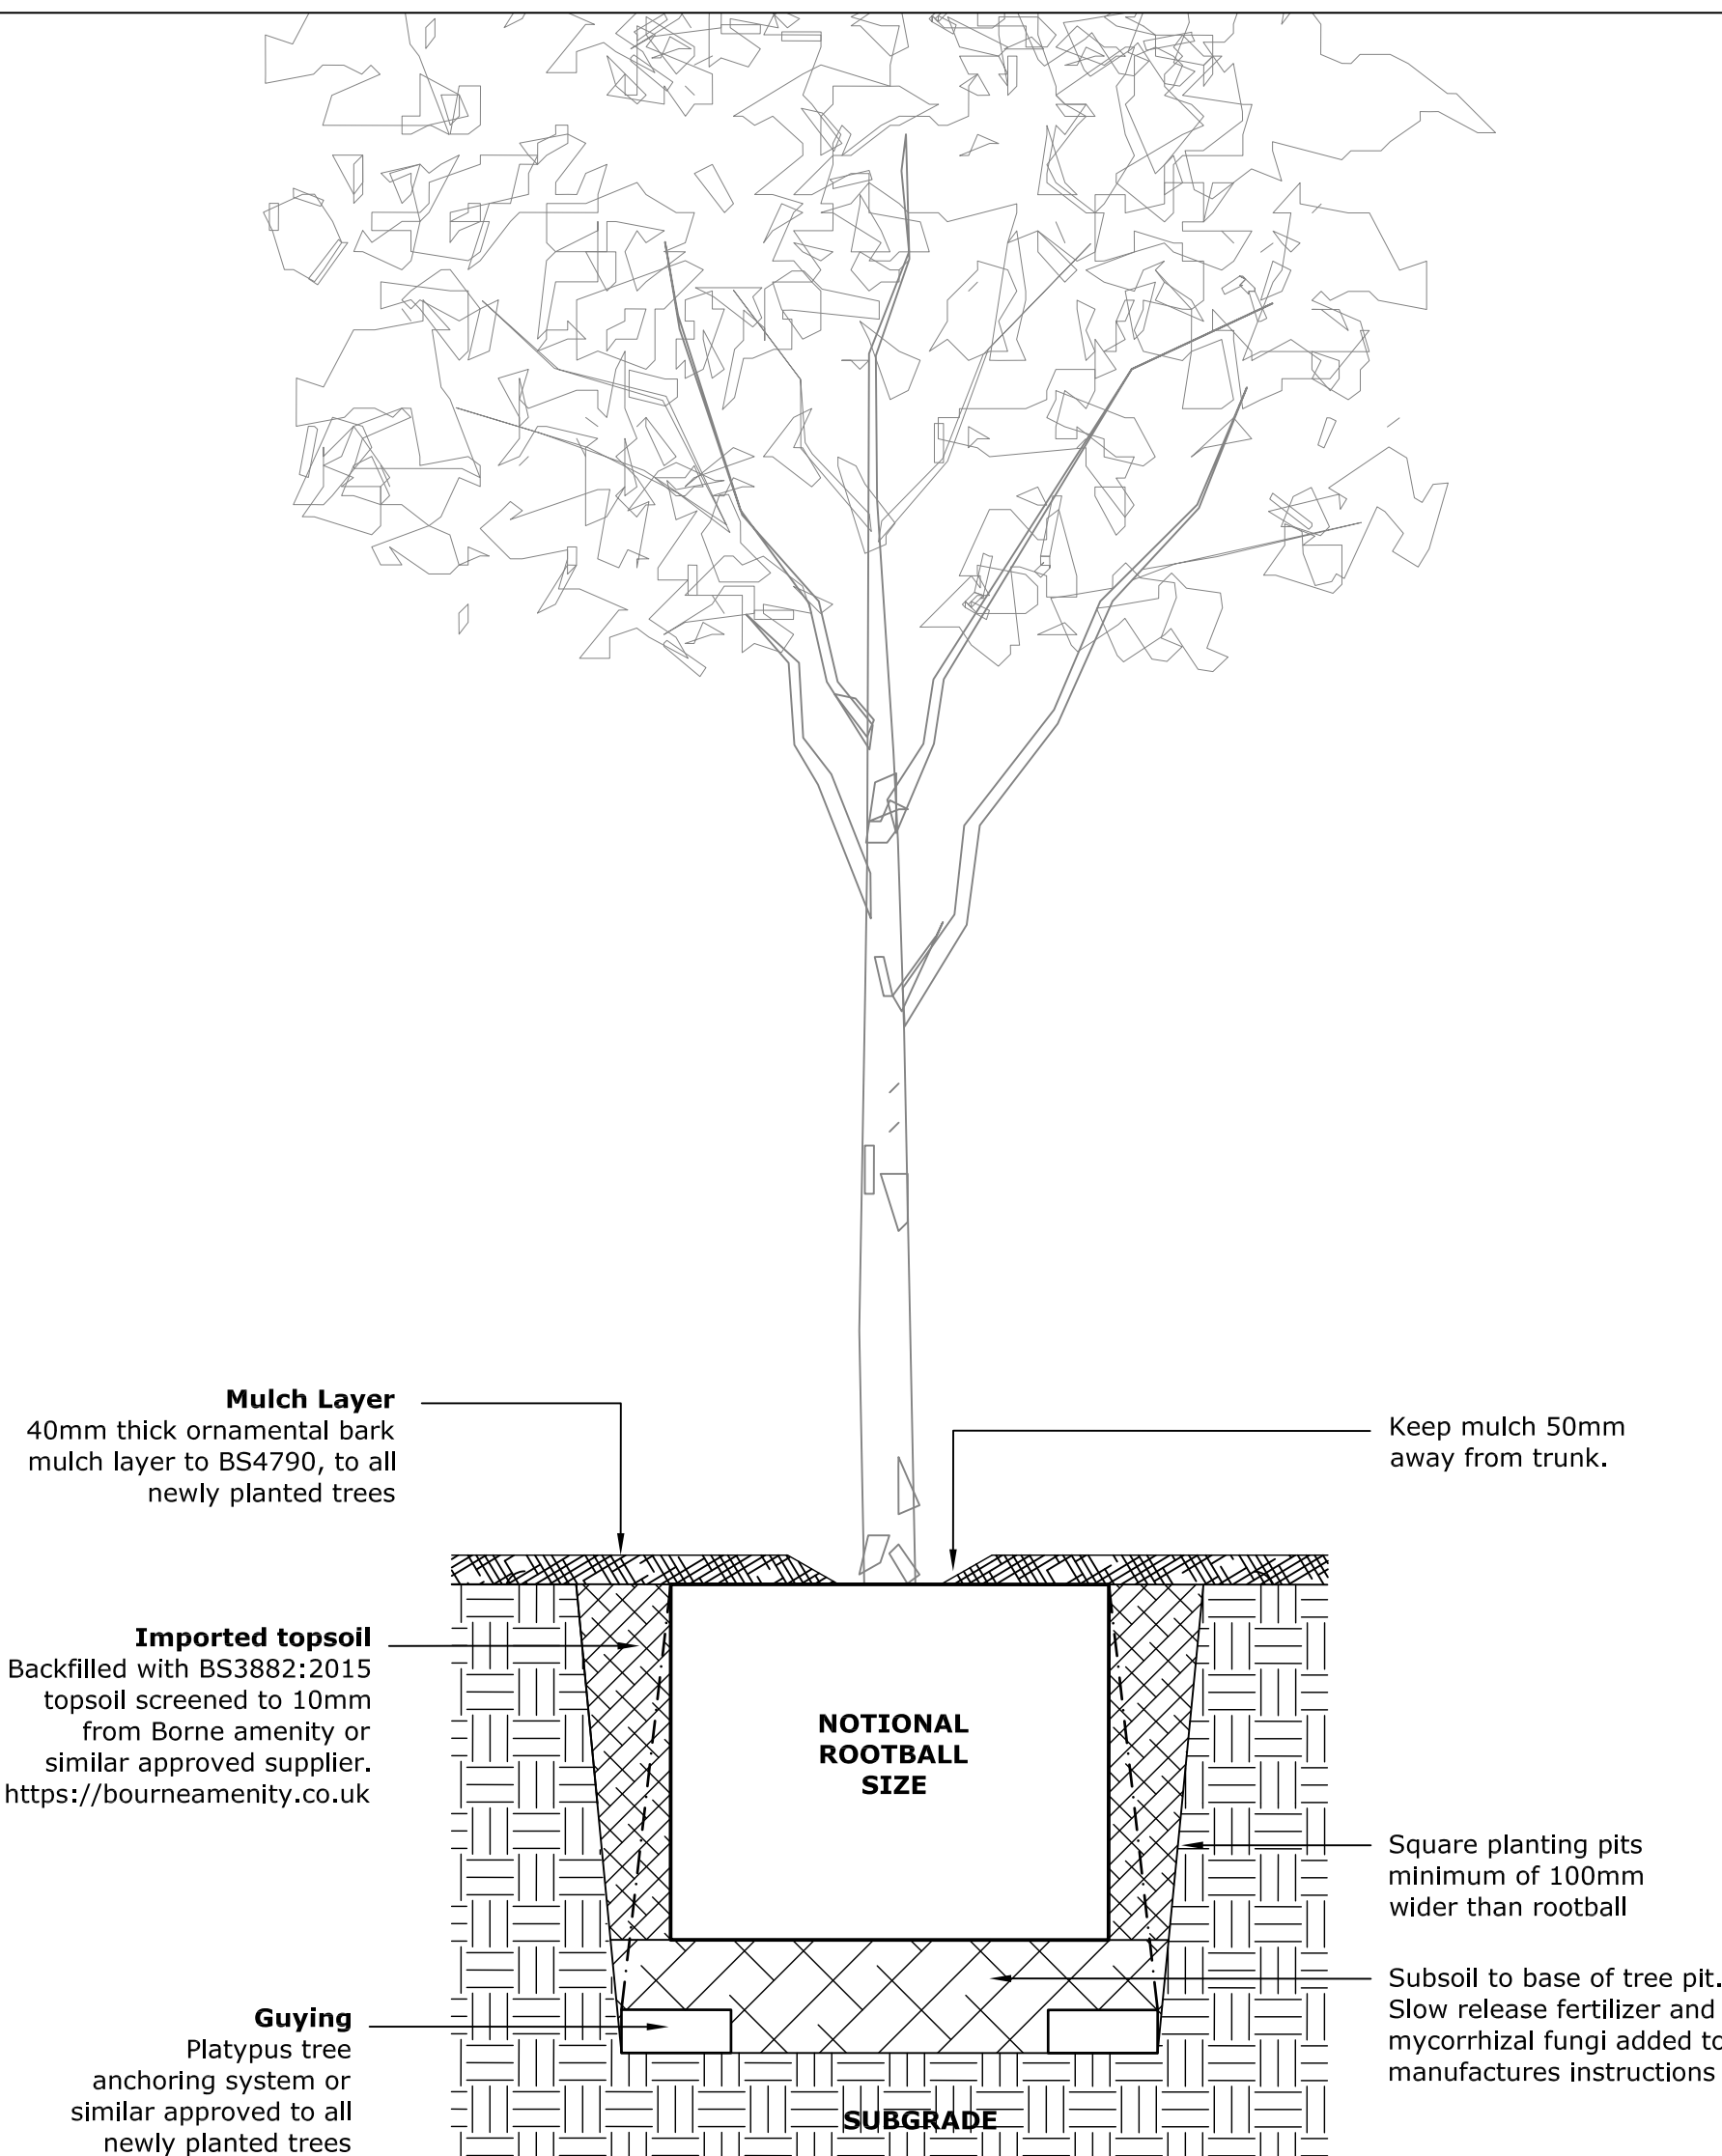 Mulch Layer
40mm thick ornamental bark
mulch layer to BS4790, to all
newly planted trees
Keep mulch 50mm
away from trunk.
Imported topsoil
Backfilled with BS3882:2015
topsoil screened to 10mm
from Borne amenity or
similar approved supplier.
https://bourneamenity.co.uk
NOTIONAL
ROOTBALL
SIZE
Square planting pits
minimum of 100mm
wider than rootball
Subsoil to base of tree pit.
Slow release fertilizer and
mycorrhizal fungi added to
manufactures instructions
Guying
Platypus tree
anchoring system or
similar approved to all
newly planted trees
SUBGRADE